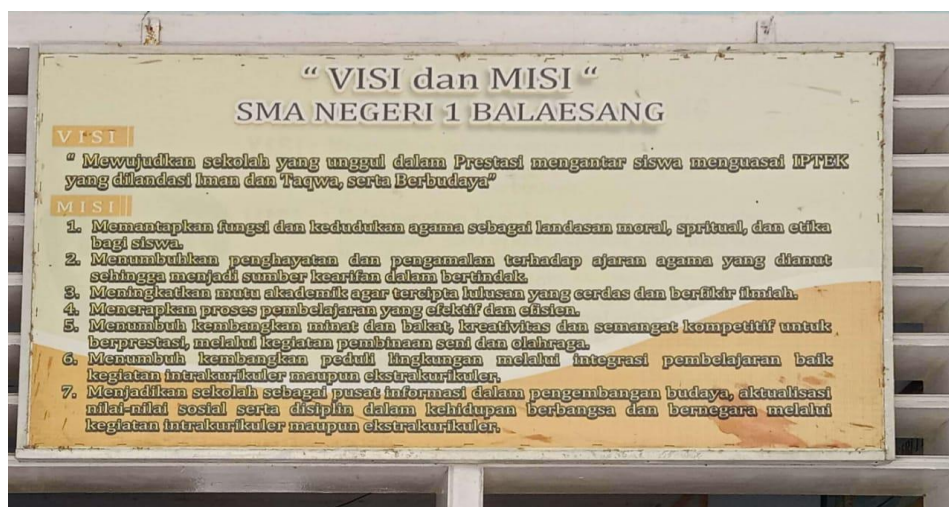 “ VISI dan MISI “
SMA NEGERI 1 BALAESANG
VISI
“ Mewujudkan sekolah yang unggul dalam Prestasi mengantar siswa menguasai IPTEK
yang dilandasi Iman dan Taqwa, serta Berbudaya”
MISI
1. Memantapkan fungsi dan kedudukan agama sebagai landasan moral, spritual, dan etika
bagi siswa.
2. Menumbuhkan penghayatan dan pengamalan terhadap ajaran agama yang dianut
sehingga menjadi sumber kearifan dalam bertindak.
3. Meningkatkan mutu akademik agar tercipta lulusan yang cerdas dan berfikir ilmiah.
4. Menerapkan proses pembelajaran yang efektif dan efisien.
5. Menumbuh kembangkan minat dan bakat, kreativitas dan semangat kompetitif untuk
berprestasi, melalui kegiatan pembinaan seni dan olahraga.
6. Menumbuh kembangkan peduli lingkungan melalui integrasi pembelajaran baik
kegiatan intrakurikuler maupun ekstrakurikuler.
7. Menjadikan sekolah sebagai pusat informasi dalam pengembangan budaya, aktualisasi
nilai-nilai sosial serta disiplin dalam kehidupan berbangsa dan bernegara melalui
kegiatan intrakurikuler maupun ekstrakurikuler.